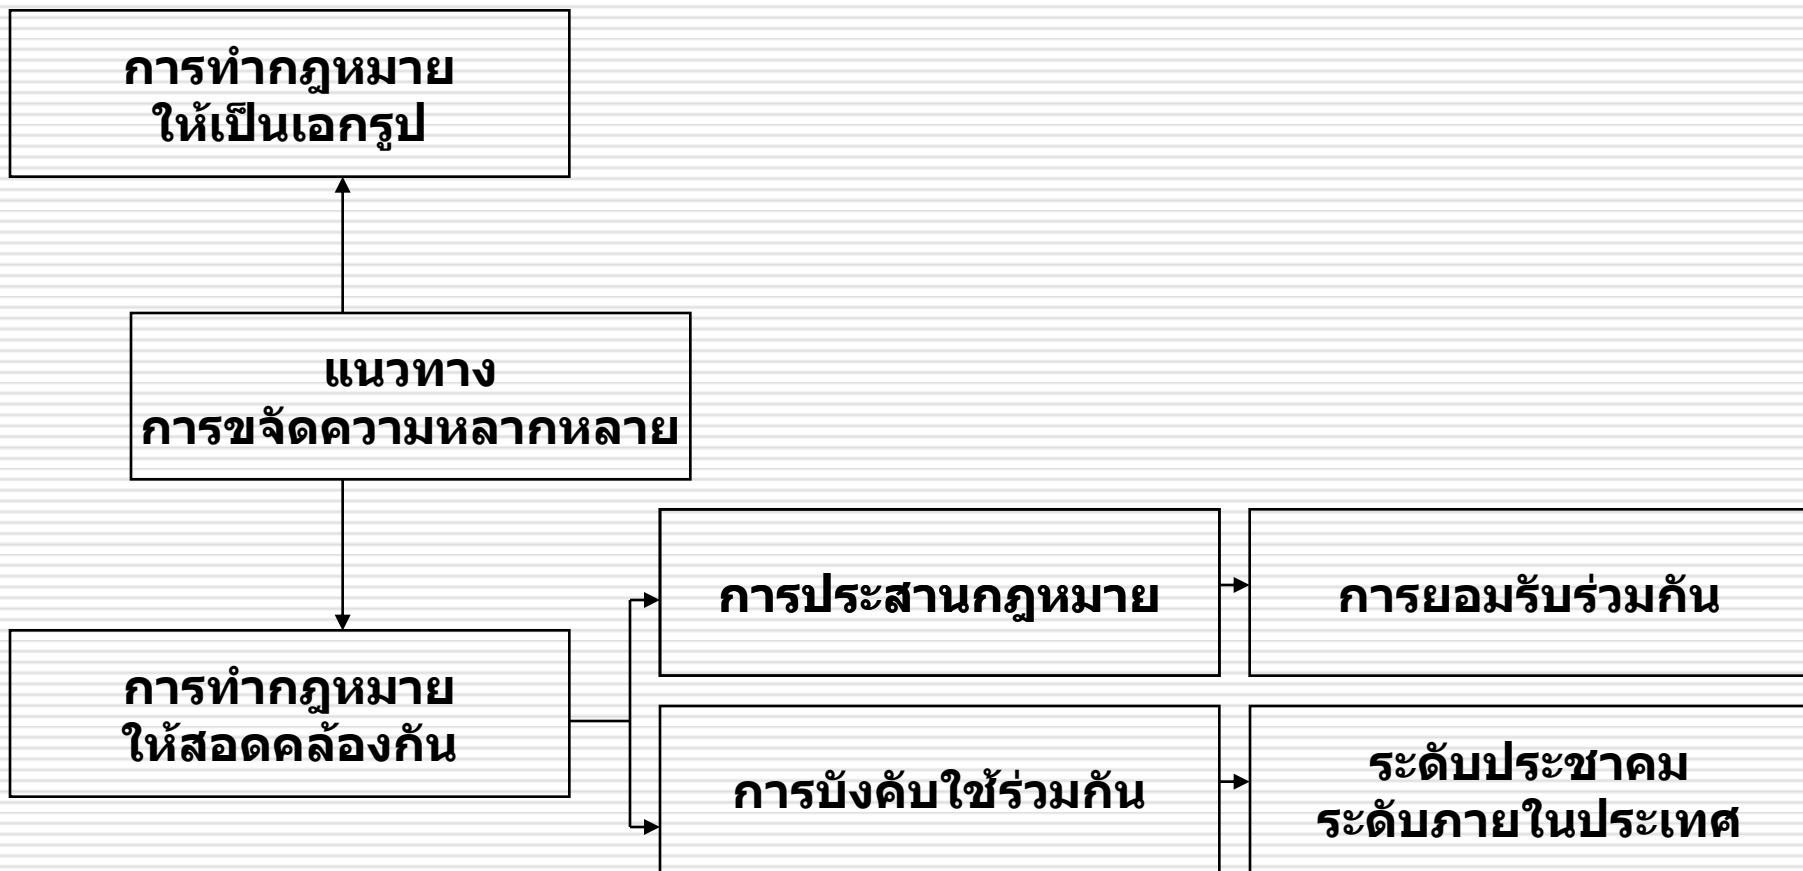 การทำกฎหมาย
ให้เป็นเอกรูป
แนวทาง
การขจัดความหลากหลาย
การประสานกฎหมาย
การยอมรับร่วมกัน
การทำกฎหมาย
ให้สอดคล้องกัน
การบังคับใช้ร่วมกัน
ระดับประชาคม
ระดับภายในประเทศ